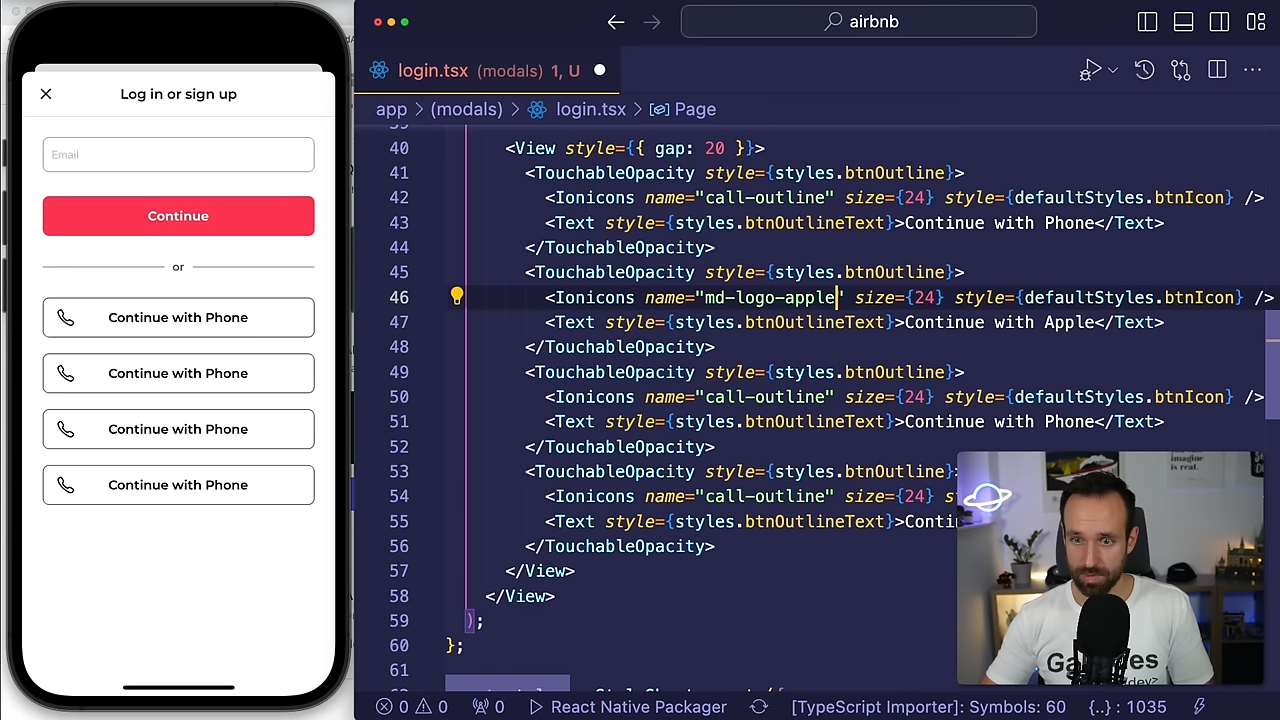 Log in or sign up
Email
Continue
or
Continue with Phone
Continue with Phone
Continue with Phone
Continue with Phone
airbnb
login.tsx (modals) 1, U
app > (modals) > login.tsx > Page
40 <View style={{ gap: 20 }}>
41 <TouchableOpacity style={styles.btnOutline}>
42 <Ionicons name="call-outline" size={24} style={defaultStyles.btnIcon} />
43 <Text style={styles.btnOutlineText}>Continue with Phone</Text>
44 </TouchableOpacity>
45 <TouchableOpacity style={styles.btnOutline}>
46 <Ionicons name="md-logo-apple" size={24} style={defaultStyles.btnIcon} />
47 <Text style={styles.btnOutlineText}>Continue with Apple</Text>
48 </TouchableOpacity>
49 <TouchableOpacity style={styles.btnOutline}>
50 <Ionicons name="call-outline" size={24} style={defaultStyles.btnIcon} />
51 <Text style={styles.btnOutlineText}>Continue with Phone</Text>
52 </TouchableOpacity>
53 <TouchableOpacity style={styles.btnOutline}
54 <Ionicons name="call-outline" size={24} s
55 <Text style={styles.btnOutlineText}>Conti
56 </TouchableOpacity>
57 </View>
58 </View>
59 );
60 };
61
imagine
is real.
0 0 0 React Native Packager [TypeScript Importer]: Symbols: 60 {..} : 1035